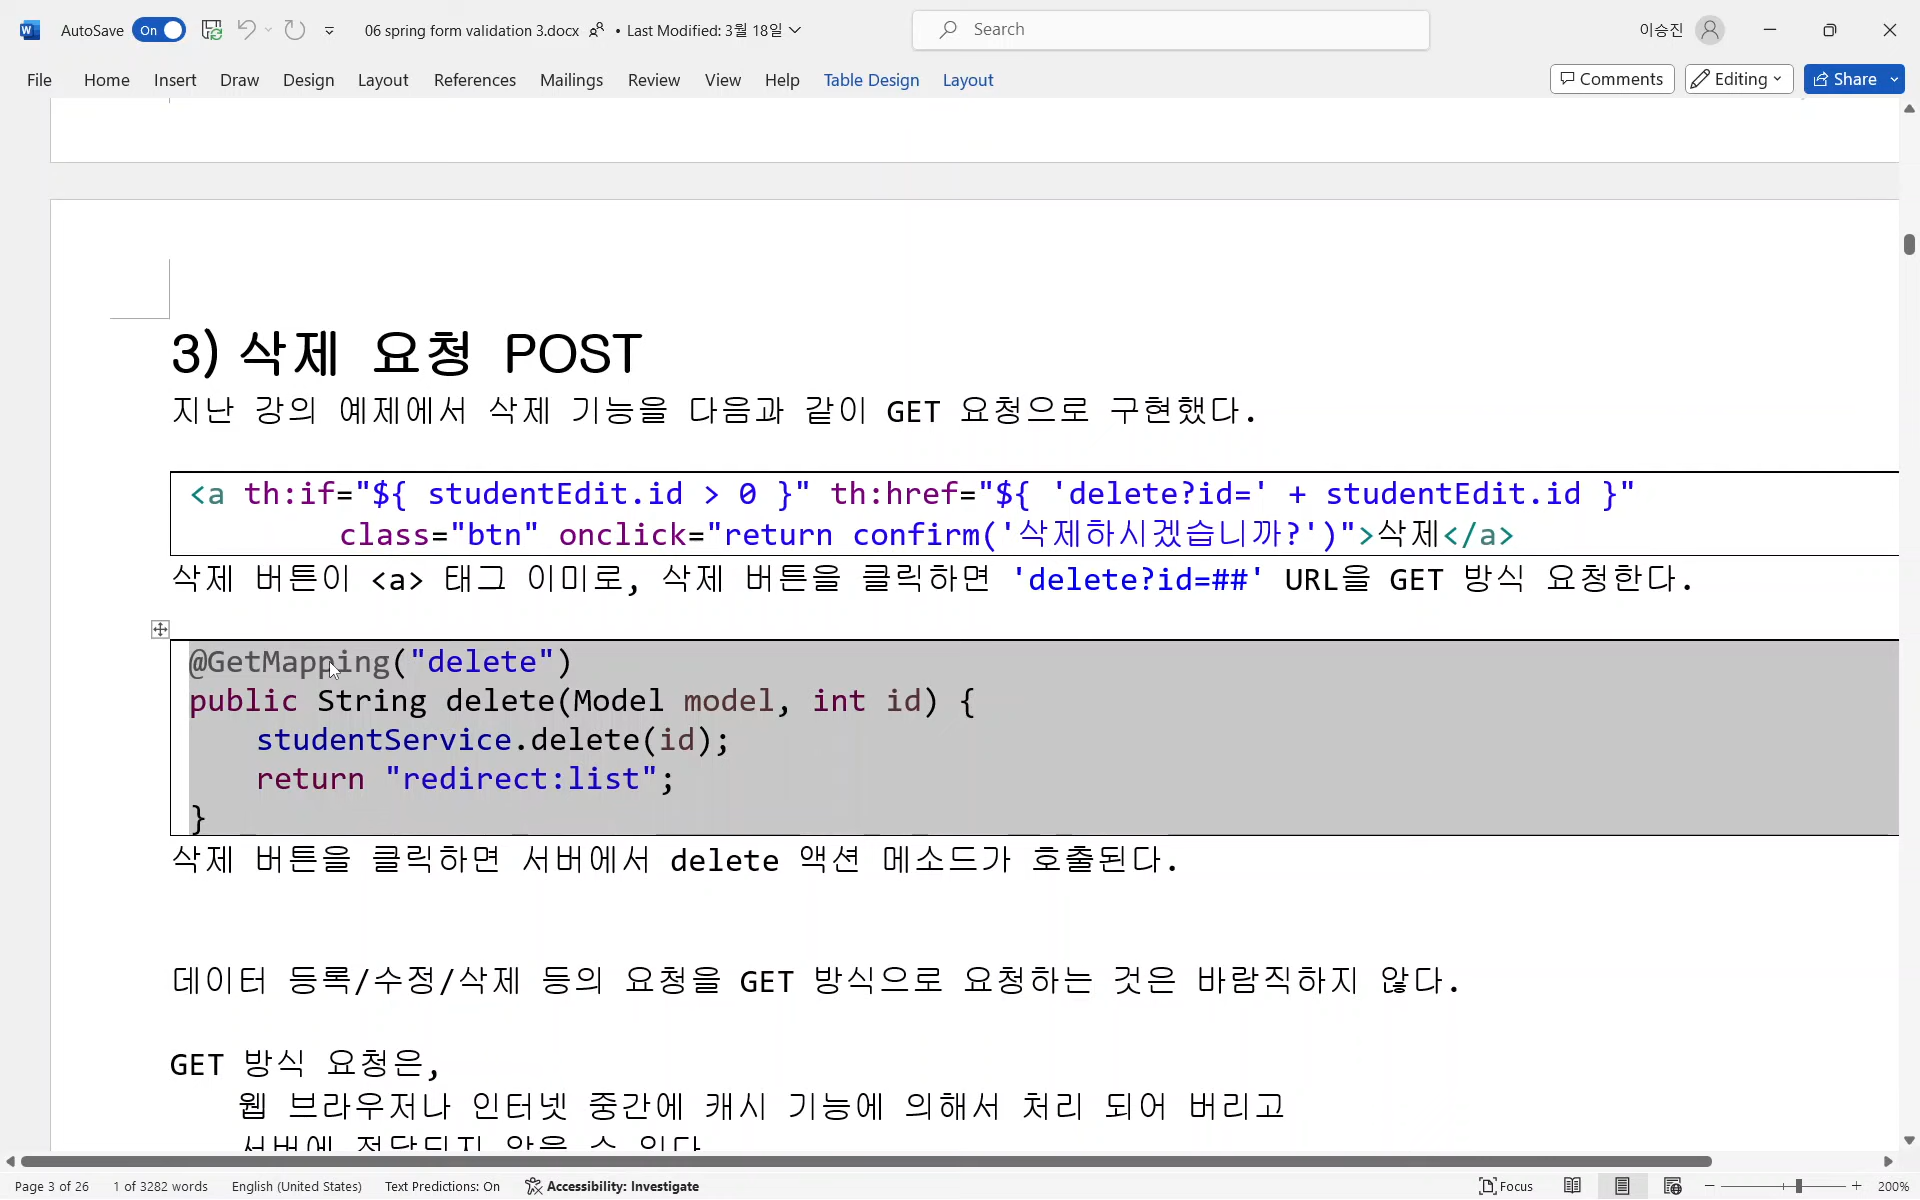 AutoSave On 06 spring form validation 3.docx • Last Modified: 3월 18일 Search 이승진
File Home Insert Draw Design Layout References Mailings Review View Help Table Design Layout Comments Editing Share
3) 삭제 요청 POST
지난 강의 예제에서 삭제 기능을 다음과 같이 GET 요청으로 구현했다.
<a th:if="${ studentEdit.id > 0 }" th:href="${ 'delete?id=' + studentEdit.id }"
class="btn" onclick="return confirm('삭제하시겠습니까?')">삭제</a>
삭제 버튼이 <a> 태그 이미로, 삭제 버튼을 클릭하면 'delete?id=##' URL을 GET 방식 요청한다.
@GetMapping("delete")
public String delete(Model model, int id) {
studentService.delete(id);
return "redirect:list";
}
삭제 버튼을 클릭하면 서버에서 delete 액션 메소드가 호출된다.
데이터 등록/수정/삭제 등의 요청을 GET 방식으로 요청하는 것은 바람직하지 않다.
GET 방식 요청은,
웹 브라우저나 인터넷 중간에 캐시 기능에 의해서 처리 되어 버리고
서버에 전달되지 않을 수 있다
Page 3 of 26 1 of 3282 words English (United States) Text Predictions: On Accessibility: Investigate Focus 200%